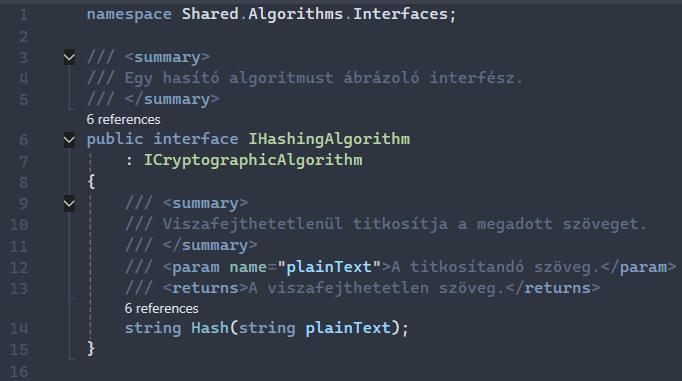 1 namespace Shared.Algorithms.Interfaces;
2
3 /// <summary>
4 /// Egy hasító algoritmust ábrázoló interfész.
5 /// </summary>
6 references
6 public interface IHashingAlgorithm
7 : ICryptographicAlgorithm
8 {
9 /// <summary>
10 /// Viszafejthetetlenül titkosítja a megadott szöveget.
11 /// </summary>
12 /// <param name="plainText">A titkosítandó szöveg.</param>
13 /// <returns>A viszafejthetetlen szöveg.</returns>
6 references
14 string Hash(string plainText);
15 }
16